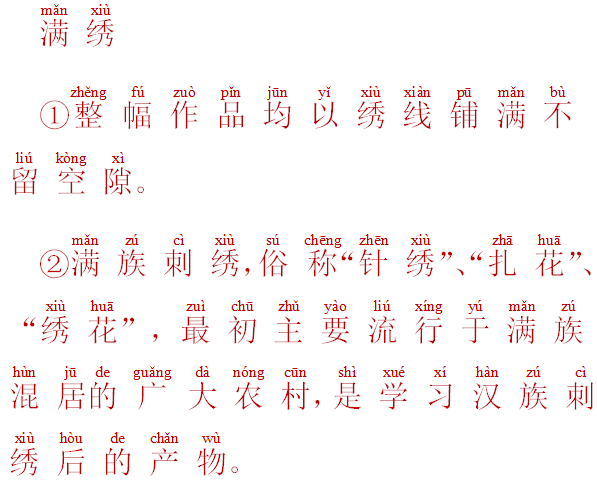 mǎn xiù
满 绣
zhěng fú zuò pǐn jūn yǐ xiù xiàn pū mǎn bù
①整 幅 作 品 均 以 绣 线 铺 满 不
liú kòng xì
留 空 隙。
mǎn zú cì xiù sú chēng zhēn xiù zhā huā
②满 族 刺 绣,俗 称“针 绣”、“扎 花”、
xiù huā zuì chū zhǔ yào liú xíng yú mǎn zú
“绣 花”, 最 初 主 要 流 行 于 满 族
hùn jū de guǎng dà nóng cūn shì xué xí hàn zú cì
混 居 的 广 大 农 村,是 学 习 汉 族 刺
xiù hòu de chǎn wù
绣 后 的 产 物。